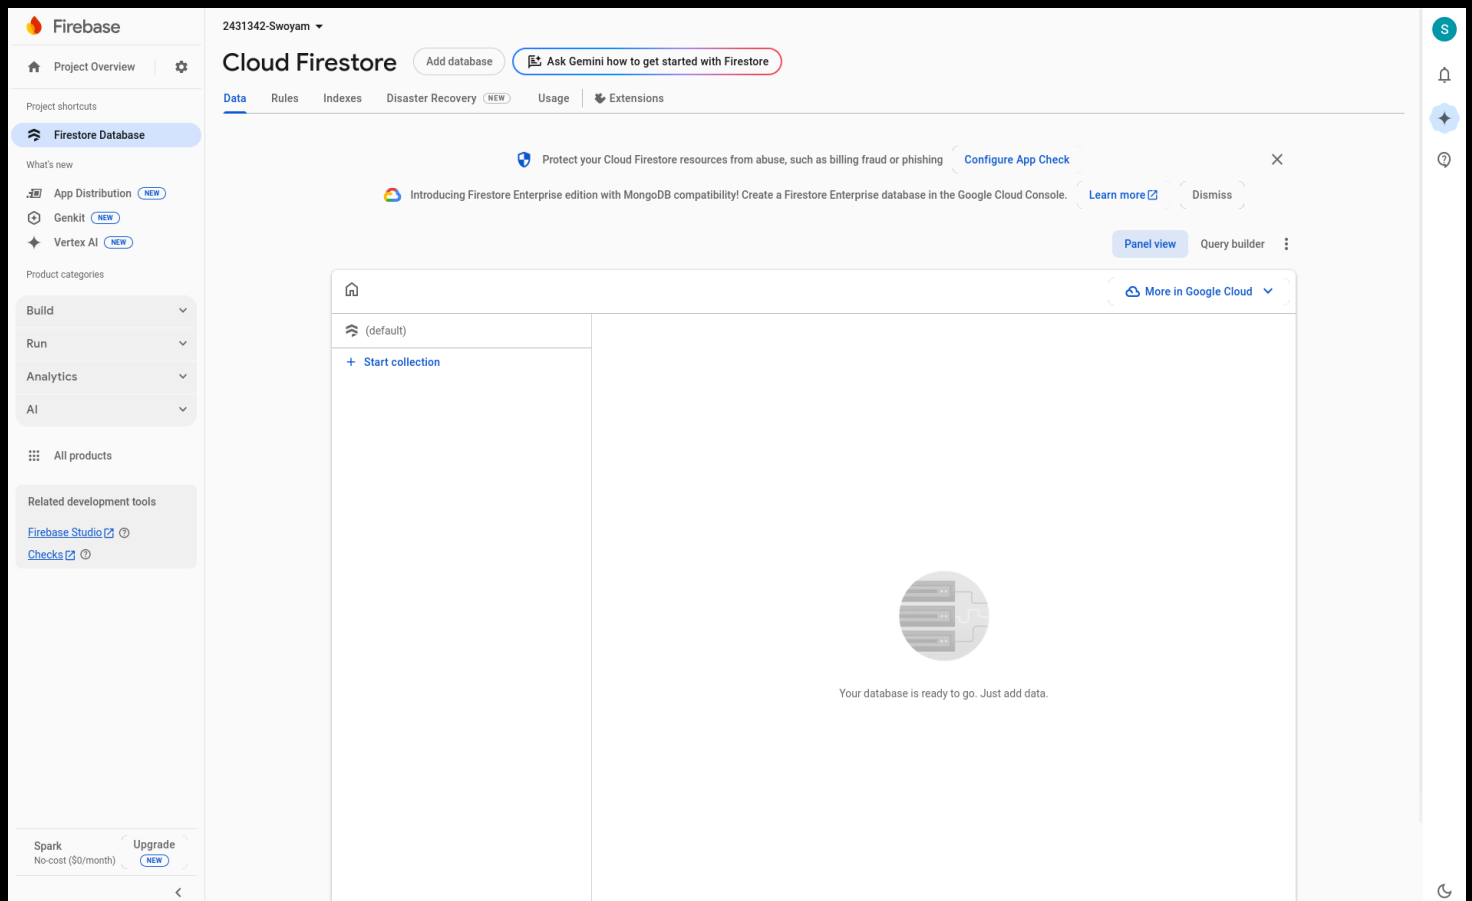 Firebase
Project Overview
Project shortcuts
Firestore Database
What's new
App Distribution NEW
Genkit NEW
Vertex AI NEW
Product categories
Build
Run
Analytics
AI
All products
Related development tools
Firebase Studio
Checks
Spark
No-cost ($0/month)
Upgrade
NEW
2431342-Swoyam
Cloud Firestore
Add database
Ask Gemini how to get started with Firestore
Data Rules Indexes Disaster Recovery NEW Usage Extensions
Protect your Cloud Firestore resources from abuse, such as billing fraud or phishing Configure App Check
Introducing Firestore Enterprise edition with MongoDB compatibility! Create a Firestore Enterprise database in the Google Cloud Console. Learn more Dismiss
Panel view Query builder
More in Google Cloud
(default)
+ Start collection
Your database is ready to go. Just add data.
S